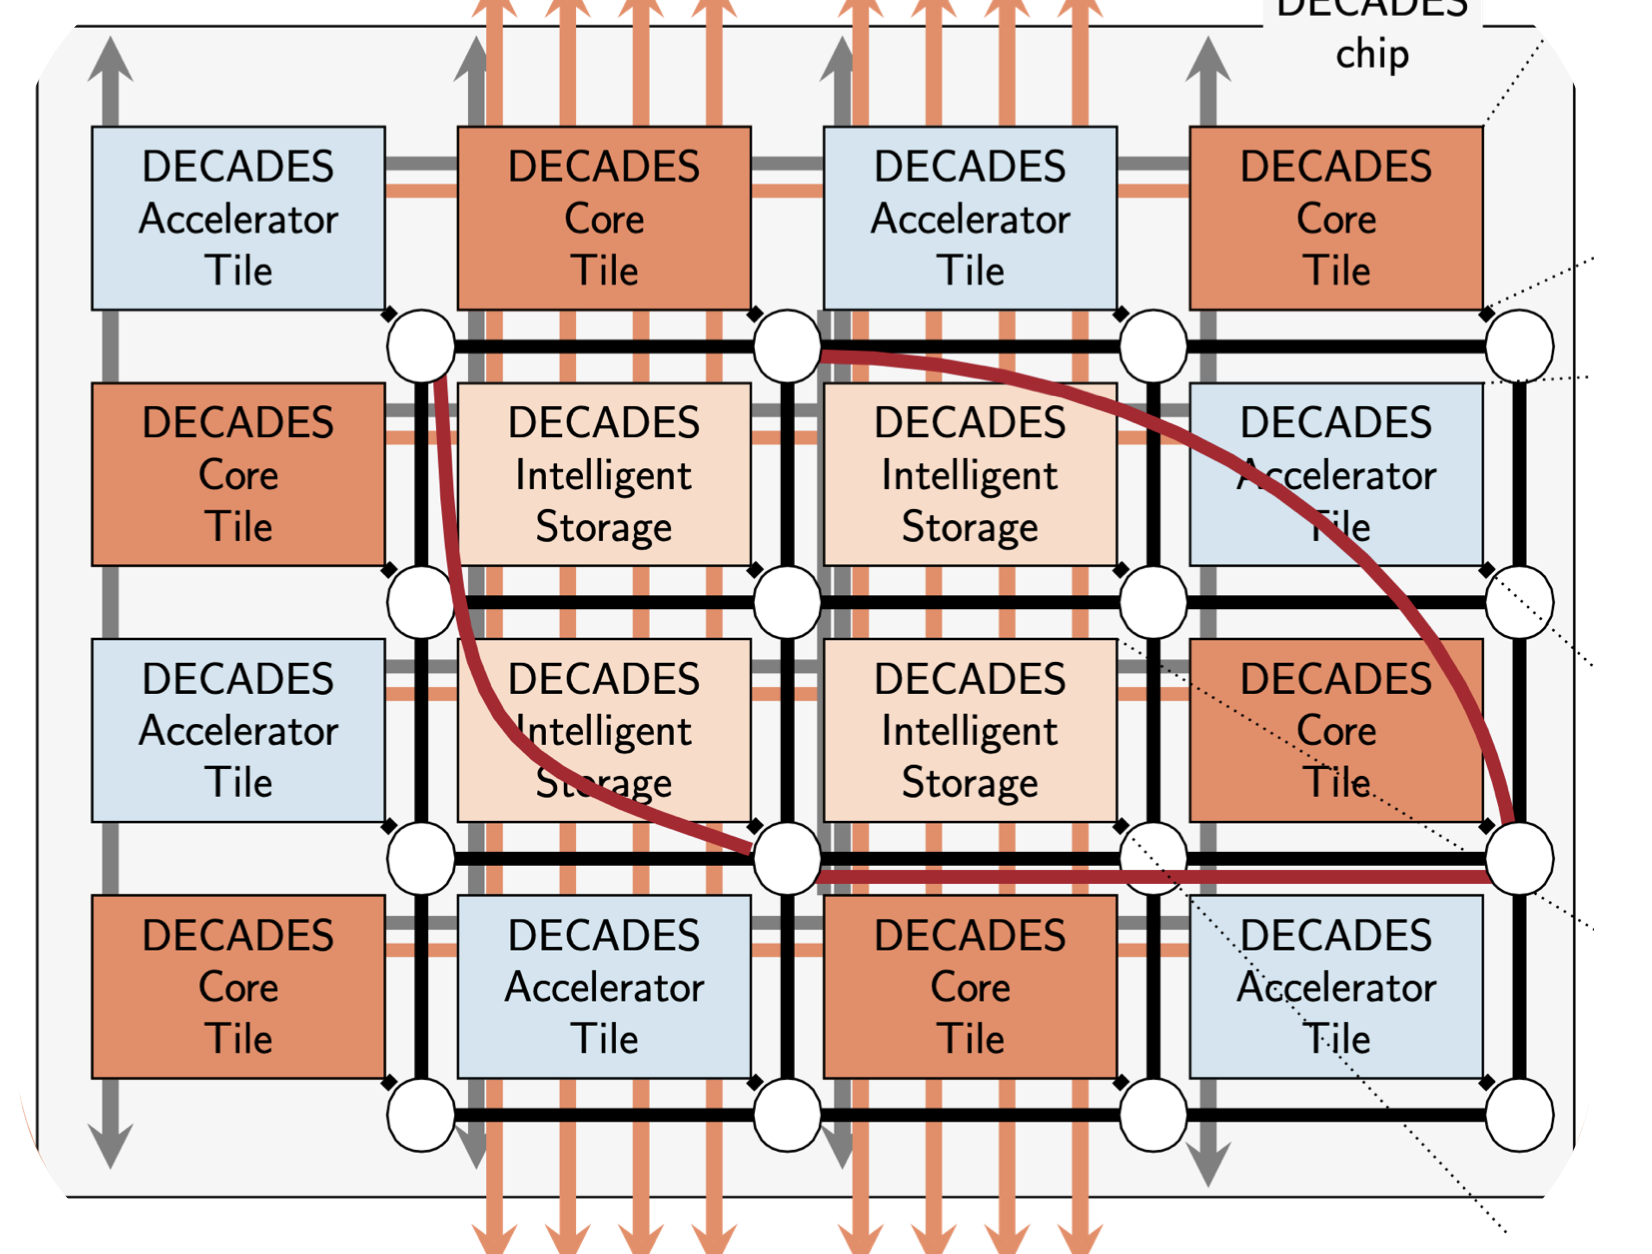 DECADES
chip
DECADES
Accelerator
Tile
DECADES
Core
Tile
DECADES
Accelerator
Tile
DECADES
Core
Tile
DECADES
Core
Tile
DECADES
Intelligent
Storage
DECADES
Intelligent
Storage
DECADES
Accelerator
Tile
DECADES
Accelerator
Tile
DECADES
Intelligent
Storage
DECADES
Intelligent
Storage
DECADES
Core
Tile
DECADES
Core
Tile
DECADES
Accelerator
Tile
DECADES
Core
Tile
DECADES
Accelerator
Tile